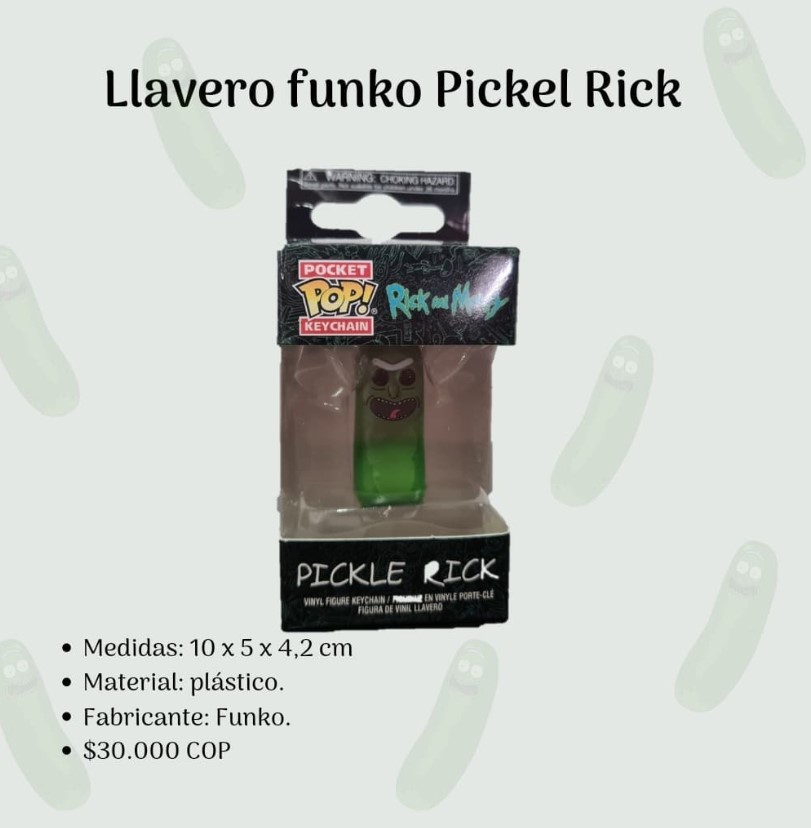 Llavero funko Pickel Rick
WARNING: CHOKING HAZARD
POCKET
POP!
KEYCHAIN
Rick and Morty
PICKLE RICK
VINYL FIGURE KEYCHAIN / EN VINYLE PORTE-CLÉ
FIGURA DE VINIL LLAVERO
• Medidas: 10 x 5 x 4,2 cm
• Material: plástico.
• Fabricante: Funko.
• $30.000 COP